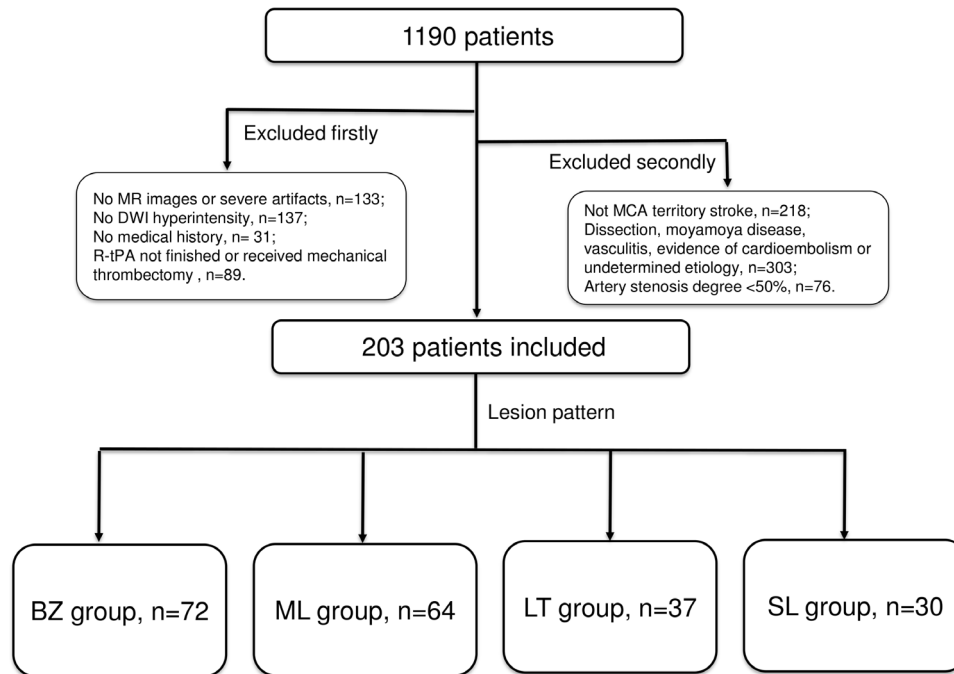 1190 patients
Excluded firstly
Excluded secondly
No MR images or severe artifacts, n=133;
No DWI hyperintensity, n=137;
No medical history, n= 31;
R-tPA not finished or received mechanical
thrombectomy , n=89.
Not MCA territory stroke, n=218;
Dissection, moyamoya disease,
vasculitis, evidence of cardioembolism or
undetermined etiology, n=303;
Artery stenosis degree <50%, n=76.
203 patients included
Lesion pattern
BZ group, n=72
ML group, n=64
LT group, n=37
SL group, n=30